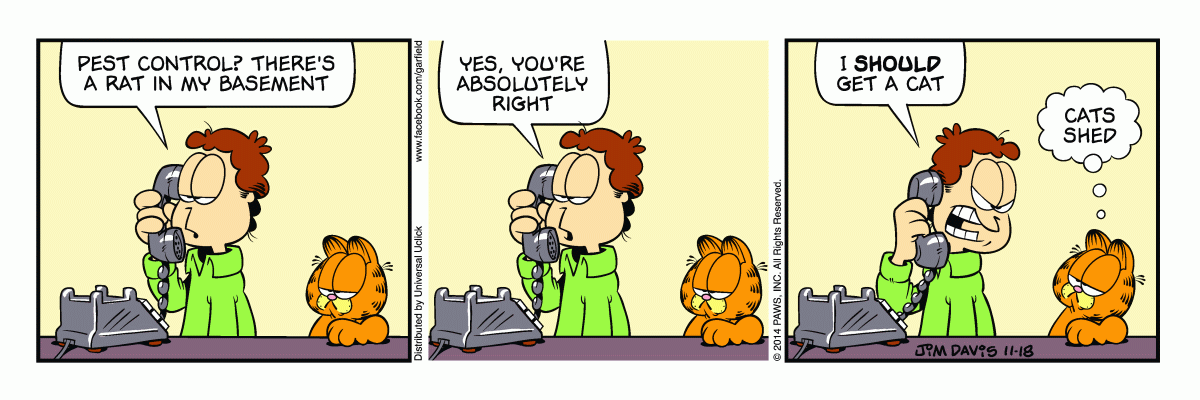 PEST CONTROL? THERE'S
A RAT IN MY BASEMENT
www.facebook.com/garfield
Distributed by Universal Uclick
YES, YOU'RE
ABSOLUTELY
RIGHT
© 2014 PAWS, INC. All Rights Reserved.
I SHOULD
GET A CAT
CATS
SHED
JIM DAVIS 11-18